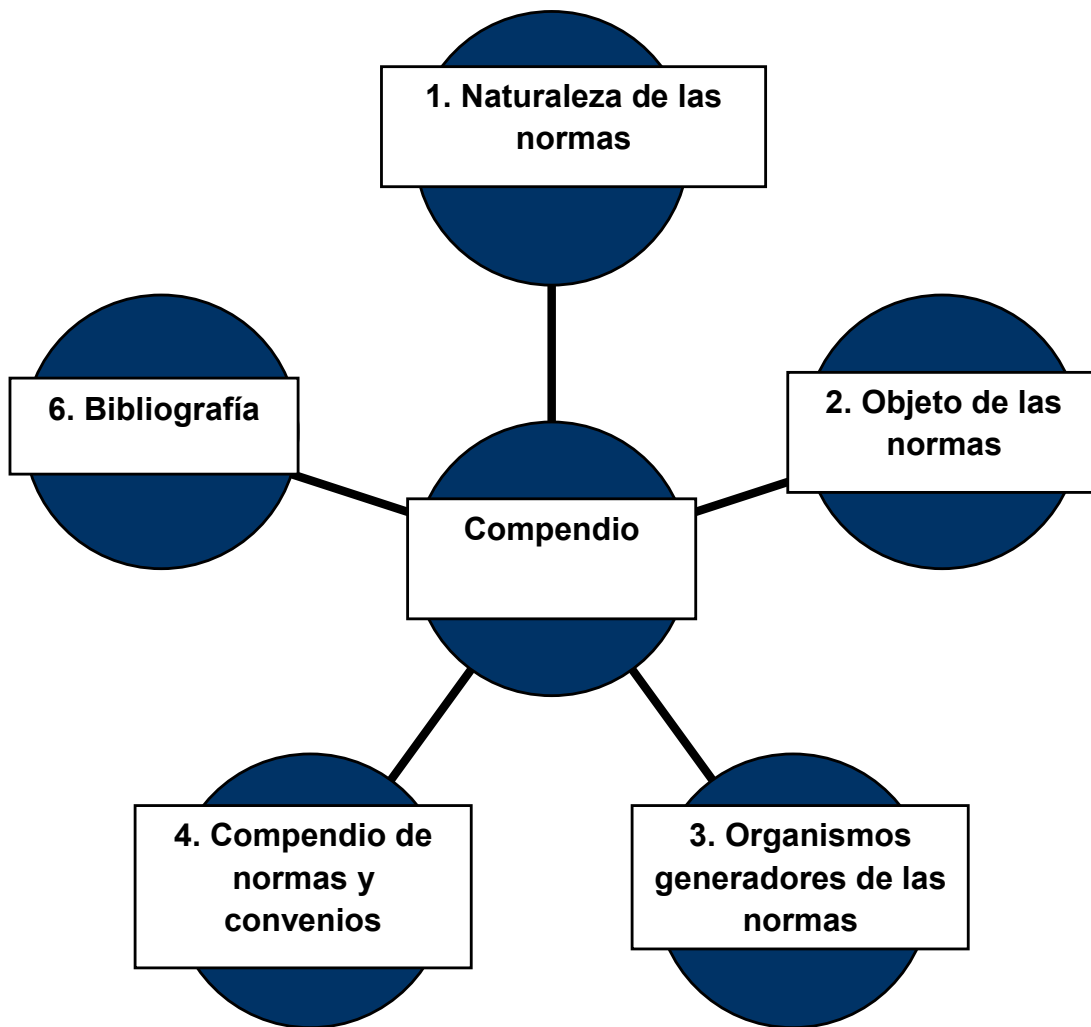 1. Naturaleza de las
normas
6. Bibliografía
2. Objeto de las
normas
Compendio
4. Compendio de
normas y
convenios
3. Organismos
generadores de las
normas